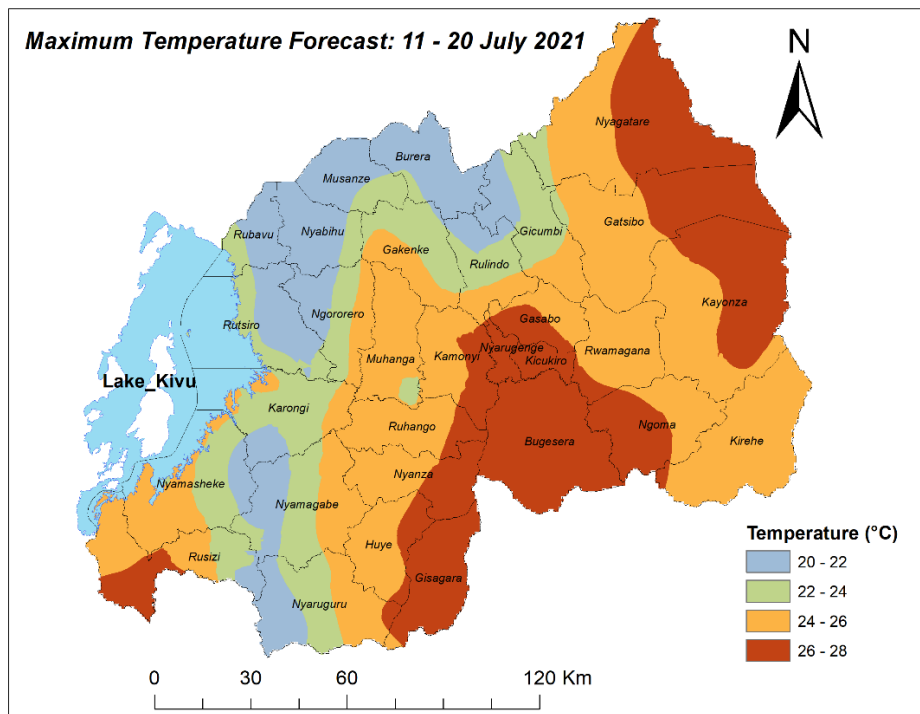 Maximum Temperature Forecast: 11 - 20 July 2021
N
Nyagatare
Burera
Musanze
Rubavu
Nyabihu
Gicumbi
Gatsibo
Gakenke
Rulindo
Kayonza
Rutsiro
Ngororero
Gasabo
Muhanga
Kamonyi
Nyarugenge
Kicukiro
Rwamagana
Lake_Kivu
Karongi
Ruhango
Ngoma
Bugesera
Kirehe
Nyamasheke
Nyanza
Nyamagabe
Huye
Rusizi
Gisagara
Nyaruguru
Temperature (°C)
20 - 22
22 - 24
24 - 26
26 - 28
0 30 60 120 Km